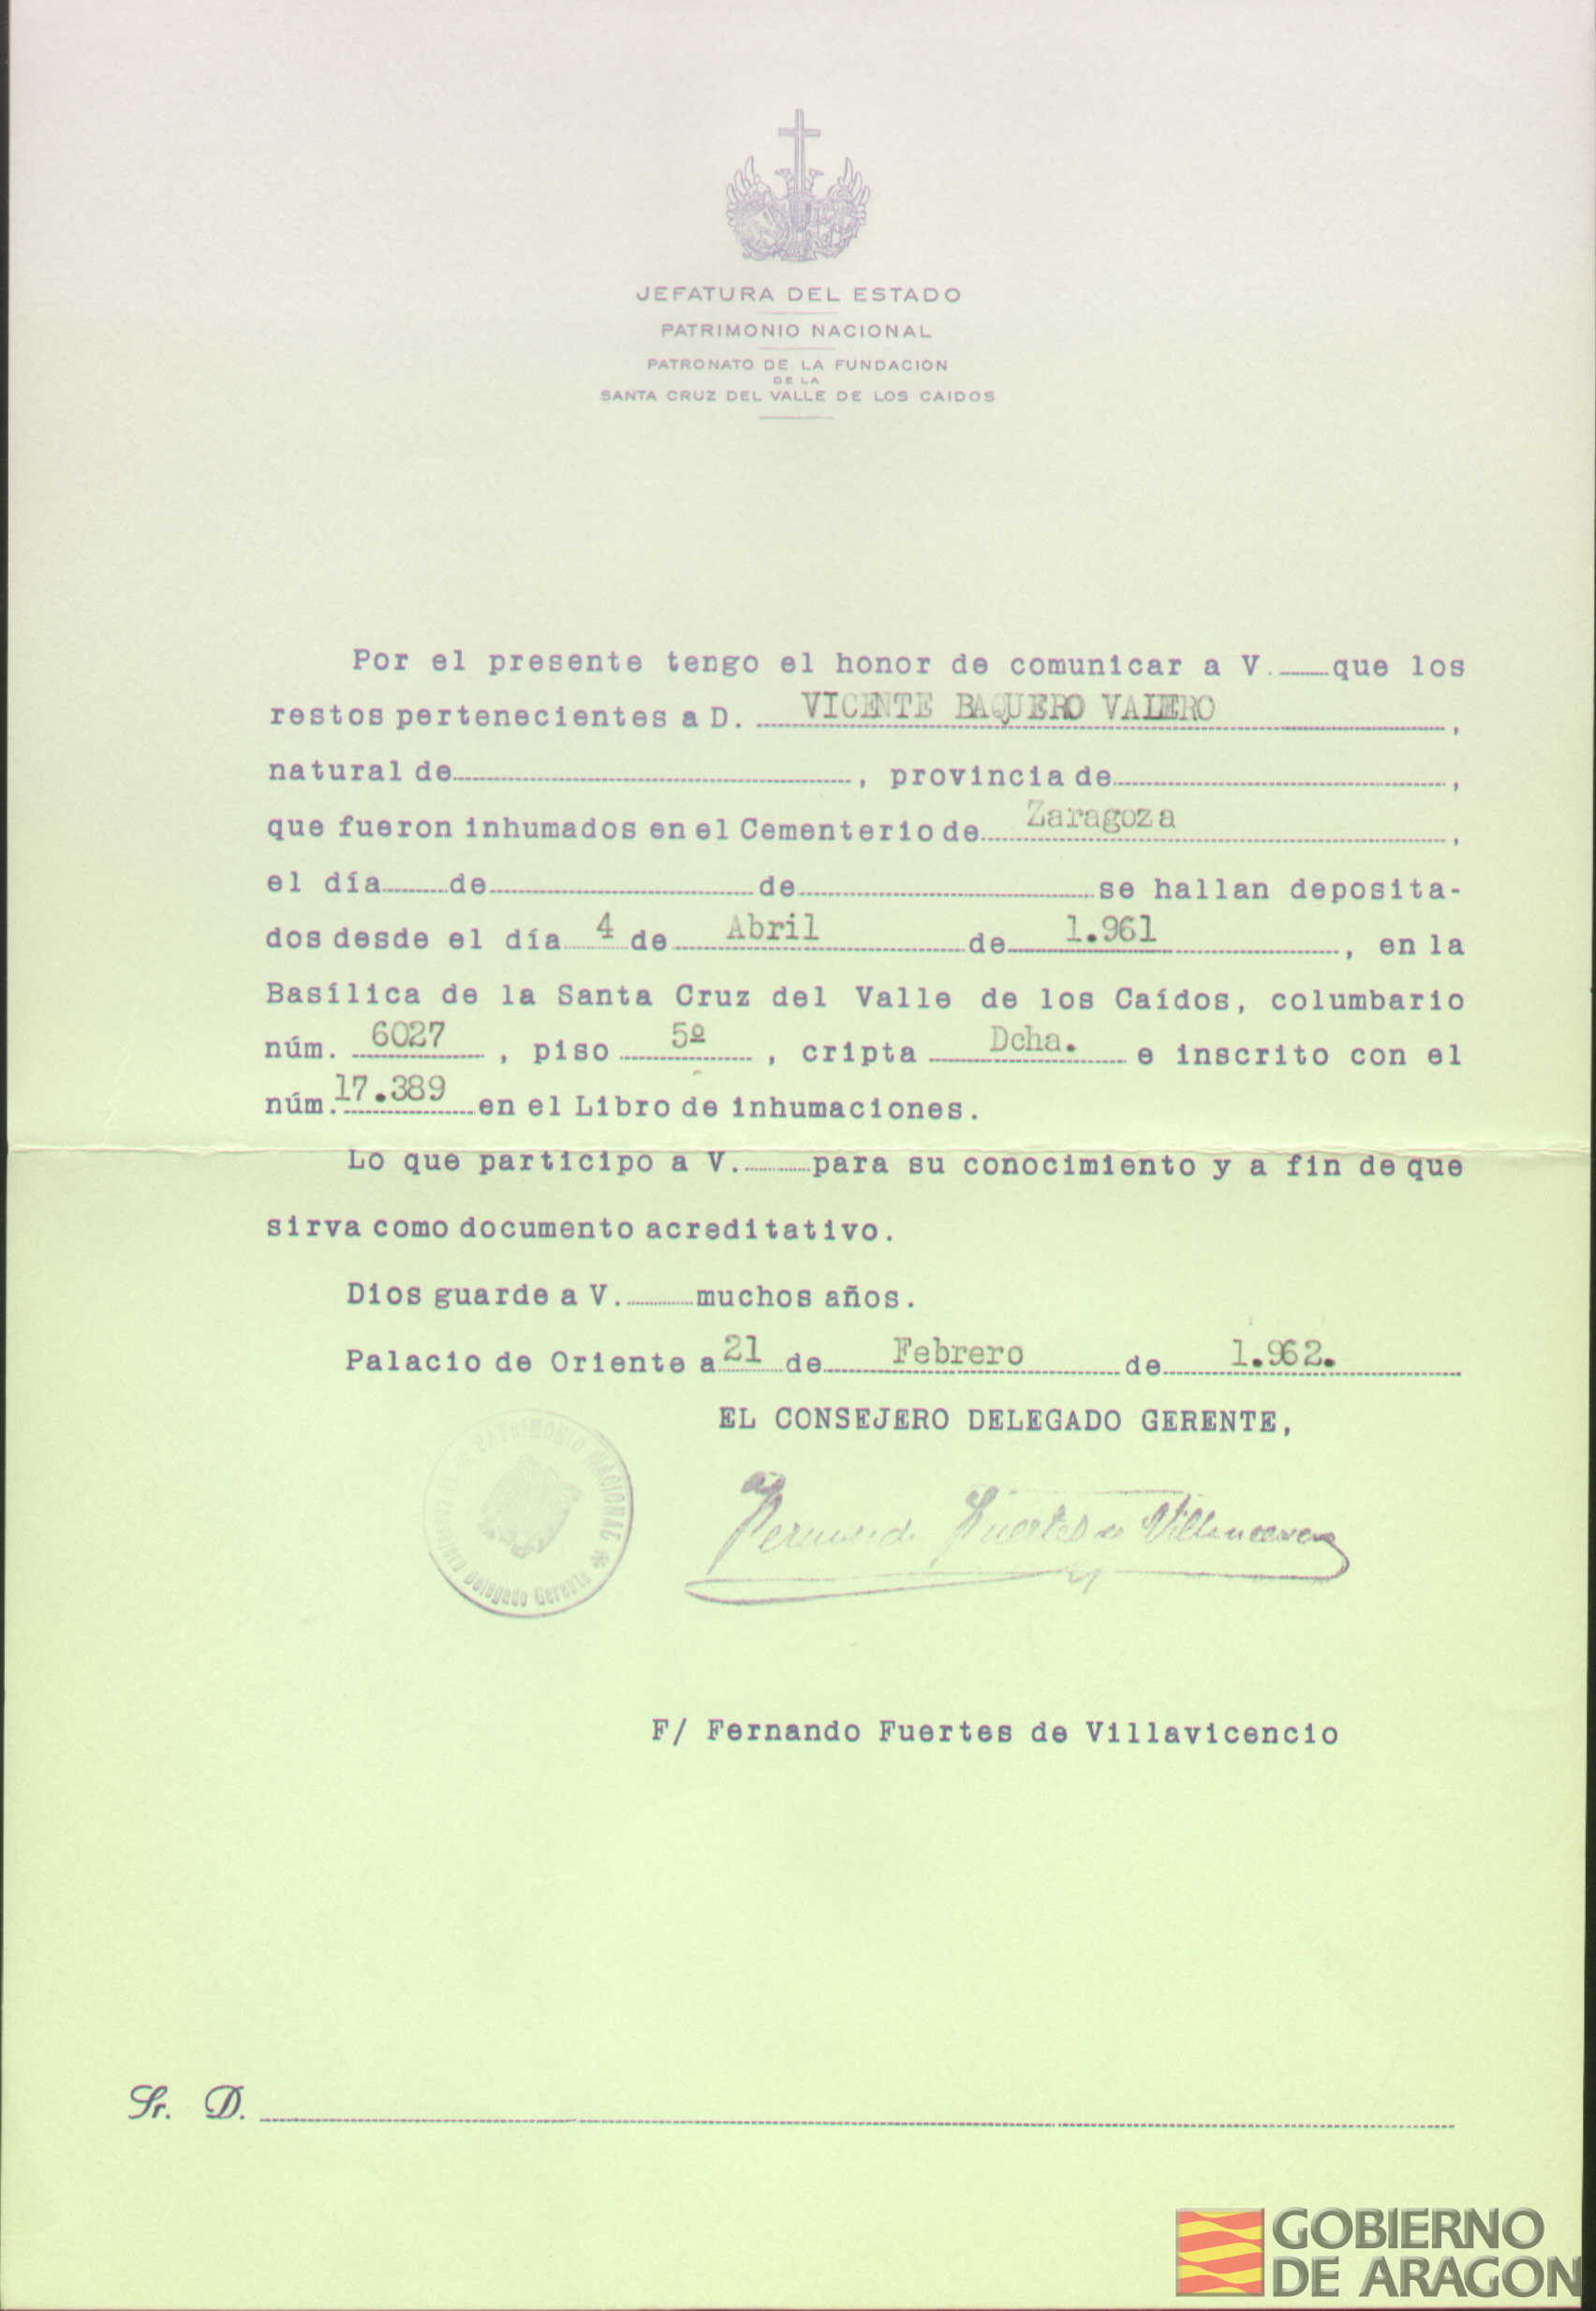 JEFATURA DEL ESTADO
PATRIMONIO NACIONAL
PATRONATO DE LA FUNDACION
DE LA
SANTA CRUZ DEL VALLE DE LOS CAIDOS
Por el presente tengo el honor de comunicar a V. que los
restos pertenecientes a D. VICENTE BAQUERO VALERO ,
natural de , provincia de ,
que fueron inhumados en el Cementerio de Zaragoza ,
el día de de se hallan deposita-
dos desde el día 4 de Abril de 1.961 , en la
Basílica de la Santa Cruz del Valle de los Caídos, columbario
núm. 6027 , piso 5º , cripta Dcha. e inscrito con el
núm. 17.389 en el Libro de inhumaciones.
Lo que participo a V. para su conocimiento y a fin de que
sirva como documento acreditativo.
Dios guarde a V. muchos años.
Palacio de Oriente a 21 de Febrero de 1.962.
EL CONSEJERO DELEGADO GERENTE,
PATRIMONIO NACIONAL
Delegado Gerente
F/ Fernando Fuertes de Villavicencio
Sr. D.
GOBIERNO
DE ARAGON